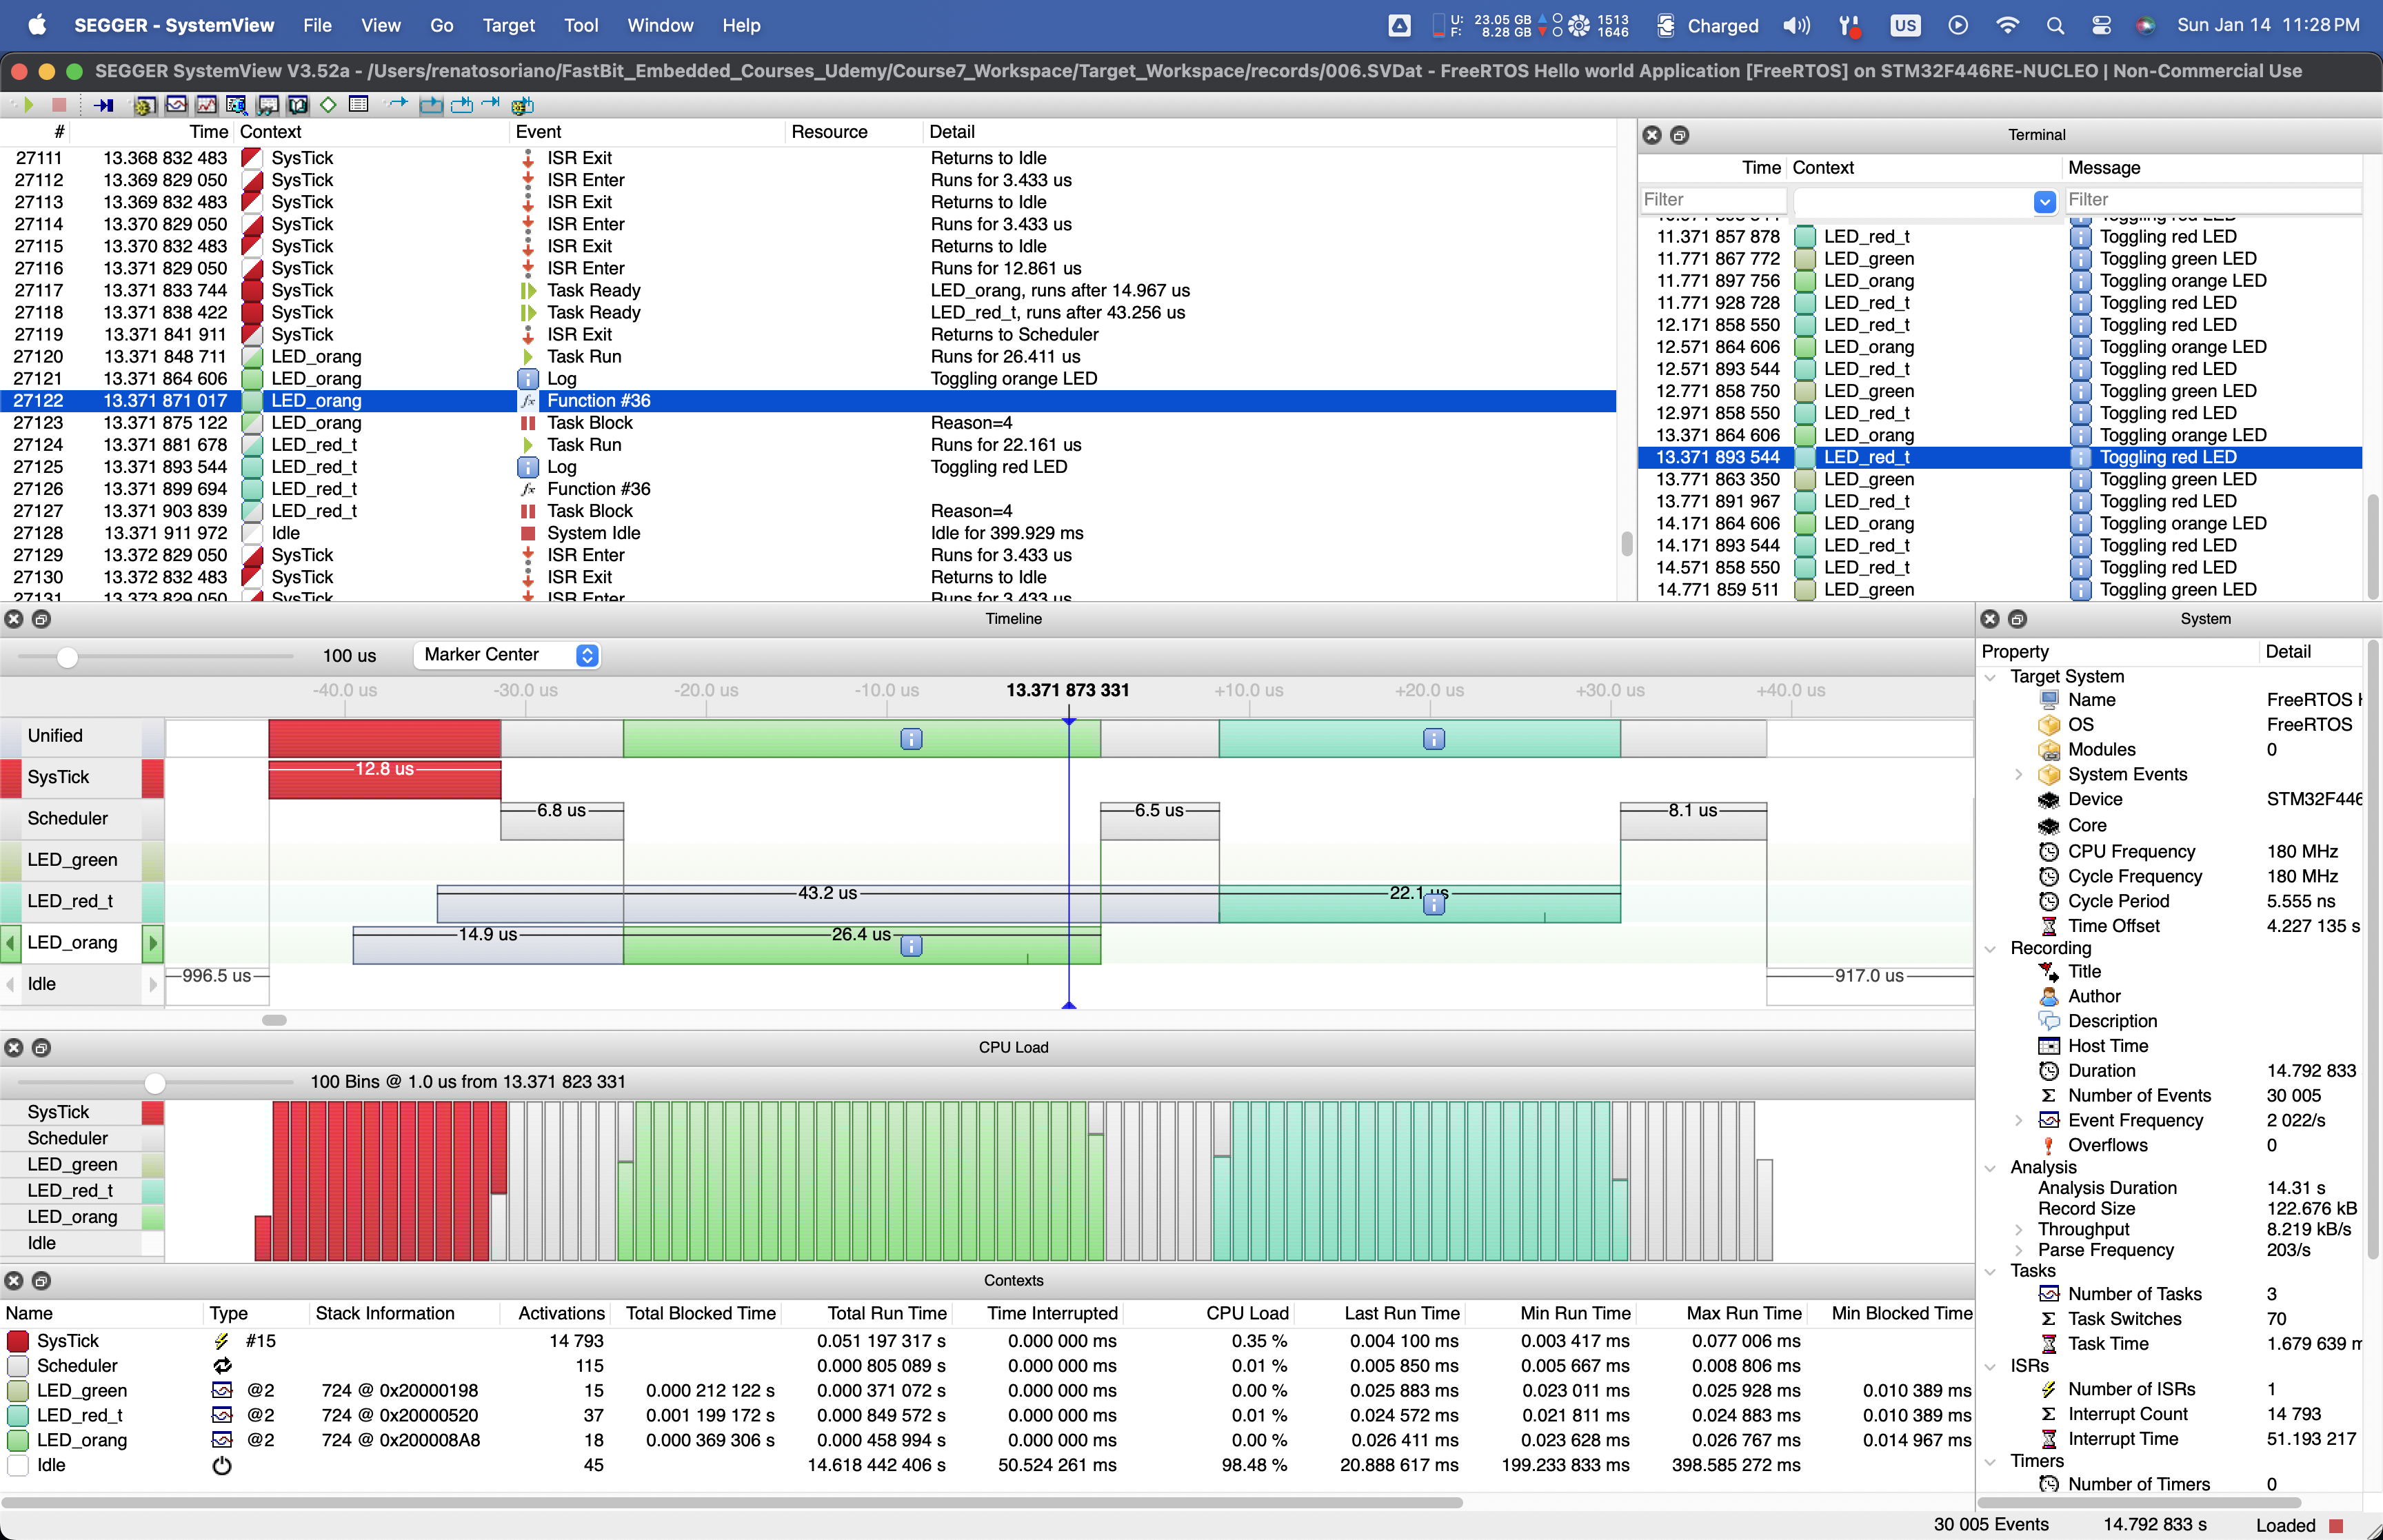 SEGGER - SystemView File View Go Target Tool Window Help U: 23.05 GB F: 8.28 GB 1513 1646 Charged US Sun Jan 14 11:28 PM
SEGGER SystemView V3.52a - /Users/renatosoriano/FastBit_Embedded_Courses_Udemy/Course7_Workspace/Target_Workspace/records/006.SVDat - FreeRTOS Hello world Application [FreeRTOS] on STM32F446RE-NUCLEO | Non-Commercial Use
# Time Context Event Resource Detail
27111 13.368 832 483 SysTick ISR Exit Returns to Idle
27112 13.369 829 050 SysTick ISR Enter Runs for 3.433 us
27113 13.369 832 483 SysTick ISR Exit Returns to Idle
27114 13.370 829 050 SysTick ISR Enter Runs for 3.433 us
27115 13.370 832 483 SysTick ISR Exit Returns to Idle
27116 13.371 829 050 SysTick ISR Enter Runs for 12.861 us
27117 13.371 833 744 SysTick Task Ready LED_orang, runs after 14.967 us
27118 13.371 838 422 SysTick Task Ready LED_red_t, runs after 43.256 us
27119 13.371 841 911 SysTick ISR Exit Returns to Scheduler
27120 13.371 848 711 LED_orang Task Run Runs for 26.411 us
27121 13.371 864 606 LED_orang Log Toggling orange LED
27122 13.371 871 017 LED_orang Function #36
27123 13.371 875 122 LED_orang Task Block Reason=4
27124 13.371 881 678 LED_red_t Task Run Runs for 22.161 us
27125 13.371 893 544 LED_red_t Log Toggling red LED
27126 13.371 899 694 LED_red_t Function #36
27127 13.371 903 839 LED_red_t Task Block Reason=4
27128 13.371 911 972 Idle System Idle Idle for 399.929 ms
27129 13.372 829 050 SysTick ISR Enter Runs for 3.433 us
27130 13.372 832 483 SysTick ISR Exit Returns to Idle
27131 13.373 829 050 SysTick ISR Enter Runs for 3.433 us
Terminal
Time Context Message
Filter Filter
Toggling red LED
11.371 857 878 LED_red_t Toggling red LED
11.771 867 772 LED_green Toggling green LED
11.771 897 756 LED_orang Toggling orange LED
11.771 928 728 LED_red_t Toggling red LED
12.171 858 550 LED_red_t Toggling red LED
12.571 864 606 LED_orang Toggling orange LED
12.571 893 544 LED_red_t Toggling red LED
12.771 858 750 LED_green Toggling green LED
12.971 858 550 LED_red_t Toggling red LED
13.371 864 606 LED_orang Toggling orange LED
13.371 893 544 LED_red_t Toggling red LED
13.771 863 350 LED_green Toggling green LED
13.771 891 967 LED_red_t Toggling red LED
14.171 864 606 LED_orang Toggling orange LED
14.171 893 544 LED_red_t Toggling red LED
14.571 858 550 LED_red_t Toggling red LED
14.771 859 511 LED_green Toggling green LED
Timeline
100 us Marker Center
-40.0 us -30.0 us -20.0 us -10.0 us 13.371 873 331 +10.0 us +20.0 us +30.0 us +40.0 us
Unified
SysTick 12.8 us
Scheduler 6.8 us 6.5 us 8.1 us
LED_green
LED_red_t 43.2 us 22.1 us
LED_orang 14.9 us 26.4 us
Idle 996.5 us 917.0 us
CPU Load
100 Bins @ 1.0 us from 13.371 823 331
SysTick
Scheduler
LED_green
LED_red_t
LED_orang
Idle
Contexts
Name Type Stack Information Activations Total Blocked Time Total Run Time Time Interrupted CPU Load Last Run Time Min Run Time Max Run Time Min Blocked Time
SysTick #15 14 793 0.051 197 317 s 0.000 000 ms 0.35 % 0.004 100 ms 0.003 417 ms 0.077 006 ms
Scheduler 115 0.000 805 089 s 0.000 000 ms 0.01 % 0.005 850 ms 0.005 667 ms 0.008 806 ms
LED_green @2 724 @ 0x20000198 15 0.000 212 122 s 0.000 371 072 s 0.000 000 ms 0.00 % 0.025 883 ms 0.023 011 ms 0.025 928 ms 0.010 389 ms
LED_red_t @2 724 @ 0x20000520 37 0.001 199 172 s 0.000 849 572 s 0.000 000 ms 0.01 % 0.024 572 ms 0.021 811 ms 0.024 883 ms 0.010 389 ms
LED_orang @2 724 @ 0x200008A8 18 0.000 369 306 s 0.000 458 994 s 0.000 000 ms 0.00 % 0.026 411 ms 0.023 628 ms 0.026 767 ms 0.014 967 ms
Idle 45 14.618 442 406 s 50.524 261 ms 98.48 % 20.888 617 ms 199.233 833 ms 398.585 272 ms
System
Property Detail
Target System
Name FreeRTOS H
OS FreeRTOS
Modules 0
System Events
Device STM32F446
Core
CPU Frequency 180 MHz
Cycle Frequency 180 MHz
Cycle Period 5.555 ns
Time Offset 4.227 135 s
Recording
Title
Author
Description
Host Time
Duration 14.792 833
Number of Events 30 005
Event Frequency 2 022/s
Overflows 0
Analysis
Analysis Duration 14.31 s
Record Size 122.676 kB
Throughput 8.219 kB/s
Parse Frequency 203/s
Tasks
Number of Tasks 3
Task Switches 70
Task Time 1.679 639 m
ISRs
Number of ISRs 1
Interrupt Count 14 793
Interrupt Time 51.193 217
Timers
Number of Timers 0
30 005 Events 14.792 833 s Loaded